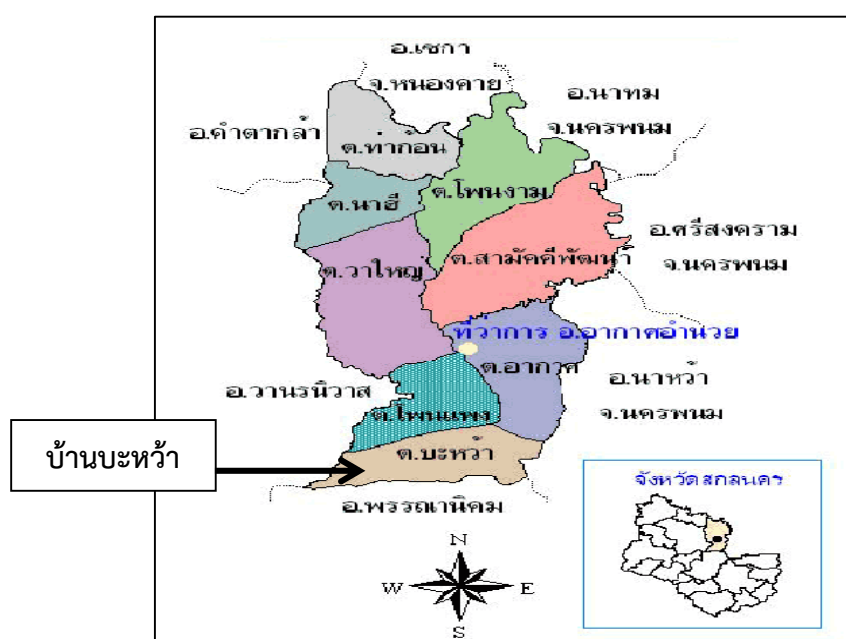 อ.เซกา
จ.หนองคาย
อ.นาทม
จ.นครพนม
อ.คำตากล้า
ต.ท่าก้อน
ต.โพนงาม
ต.นาฮี
อ.ศรีสงคราม
จ.นครพนม
ต.สามัคคีพัฒนา
ต.วาใหญ่
ที่ว่าการ อ.อากาศอำนวย
ต.อากาศ
อ.นาหว้า
จ.นครพนม
อ.วานรนิวาส
ต.โพนแพง
บ้านบะหว้า
ต.บะหว้า
อ.พรรณานิคม
จังหวัดสกลนคร
N
W E
S